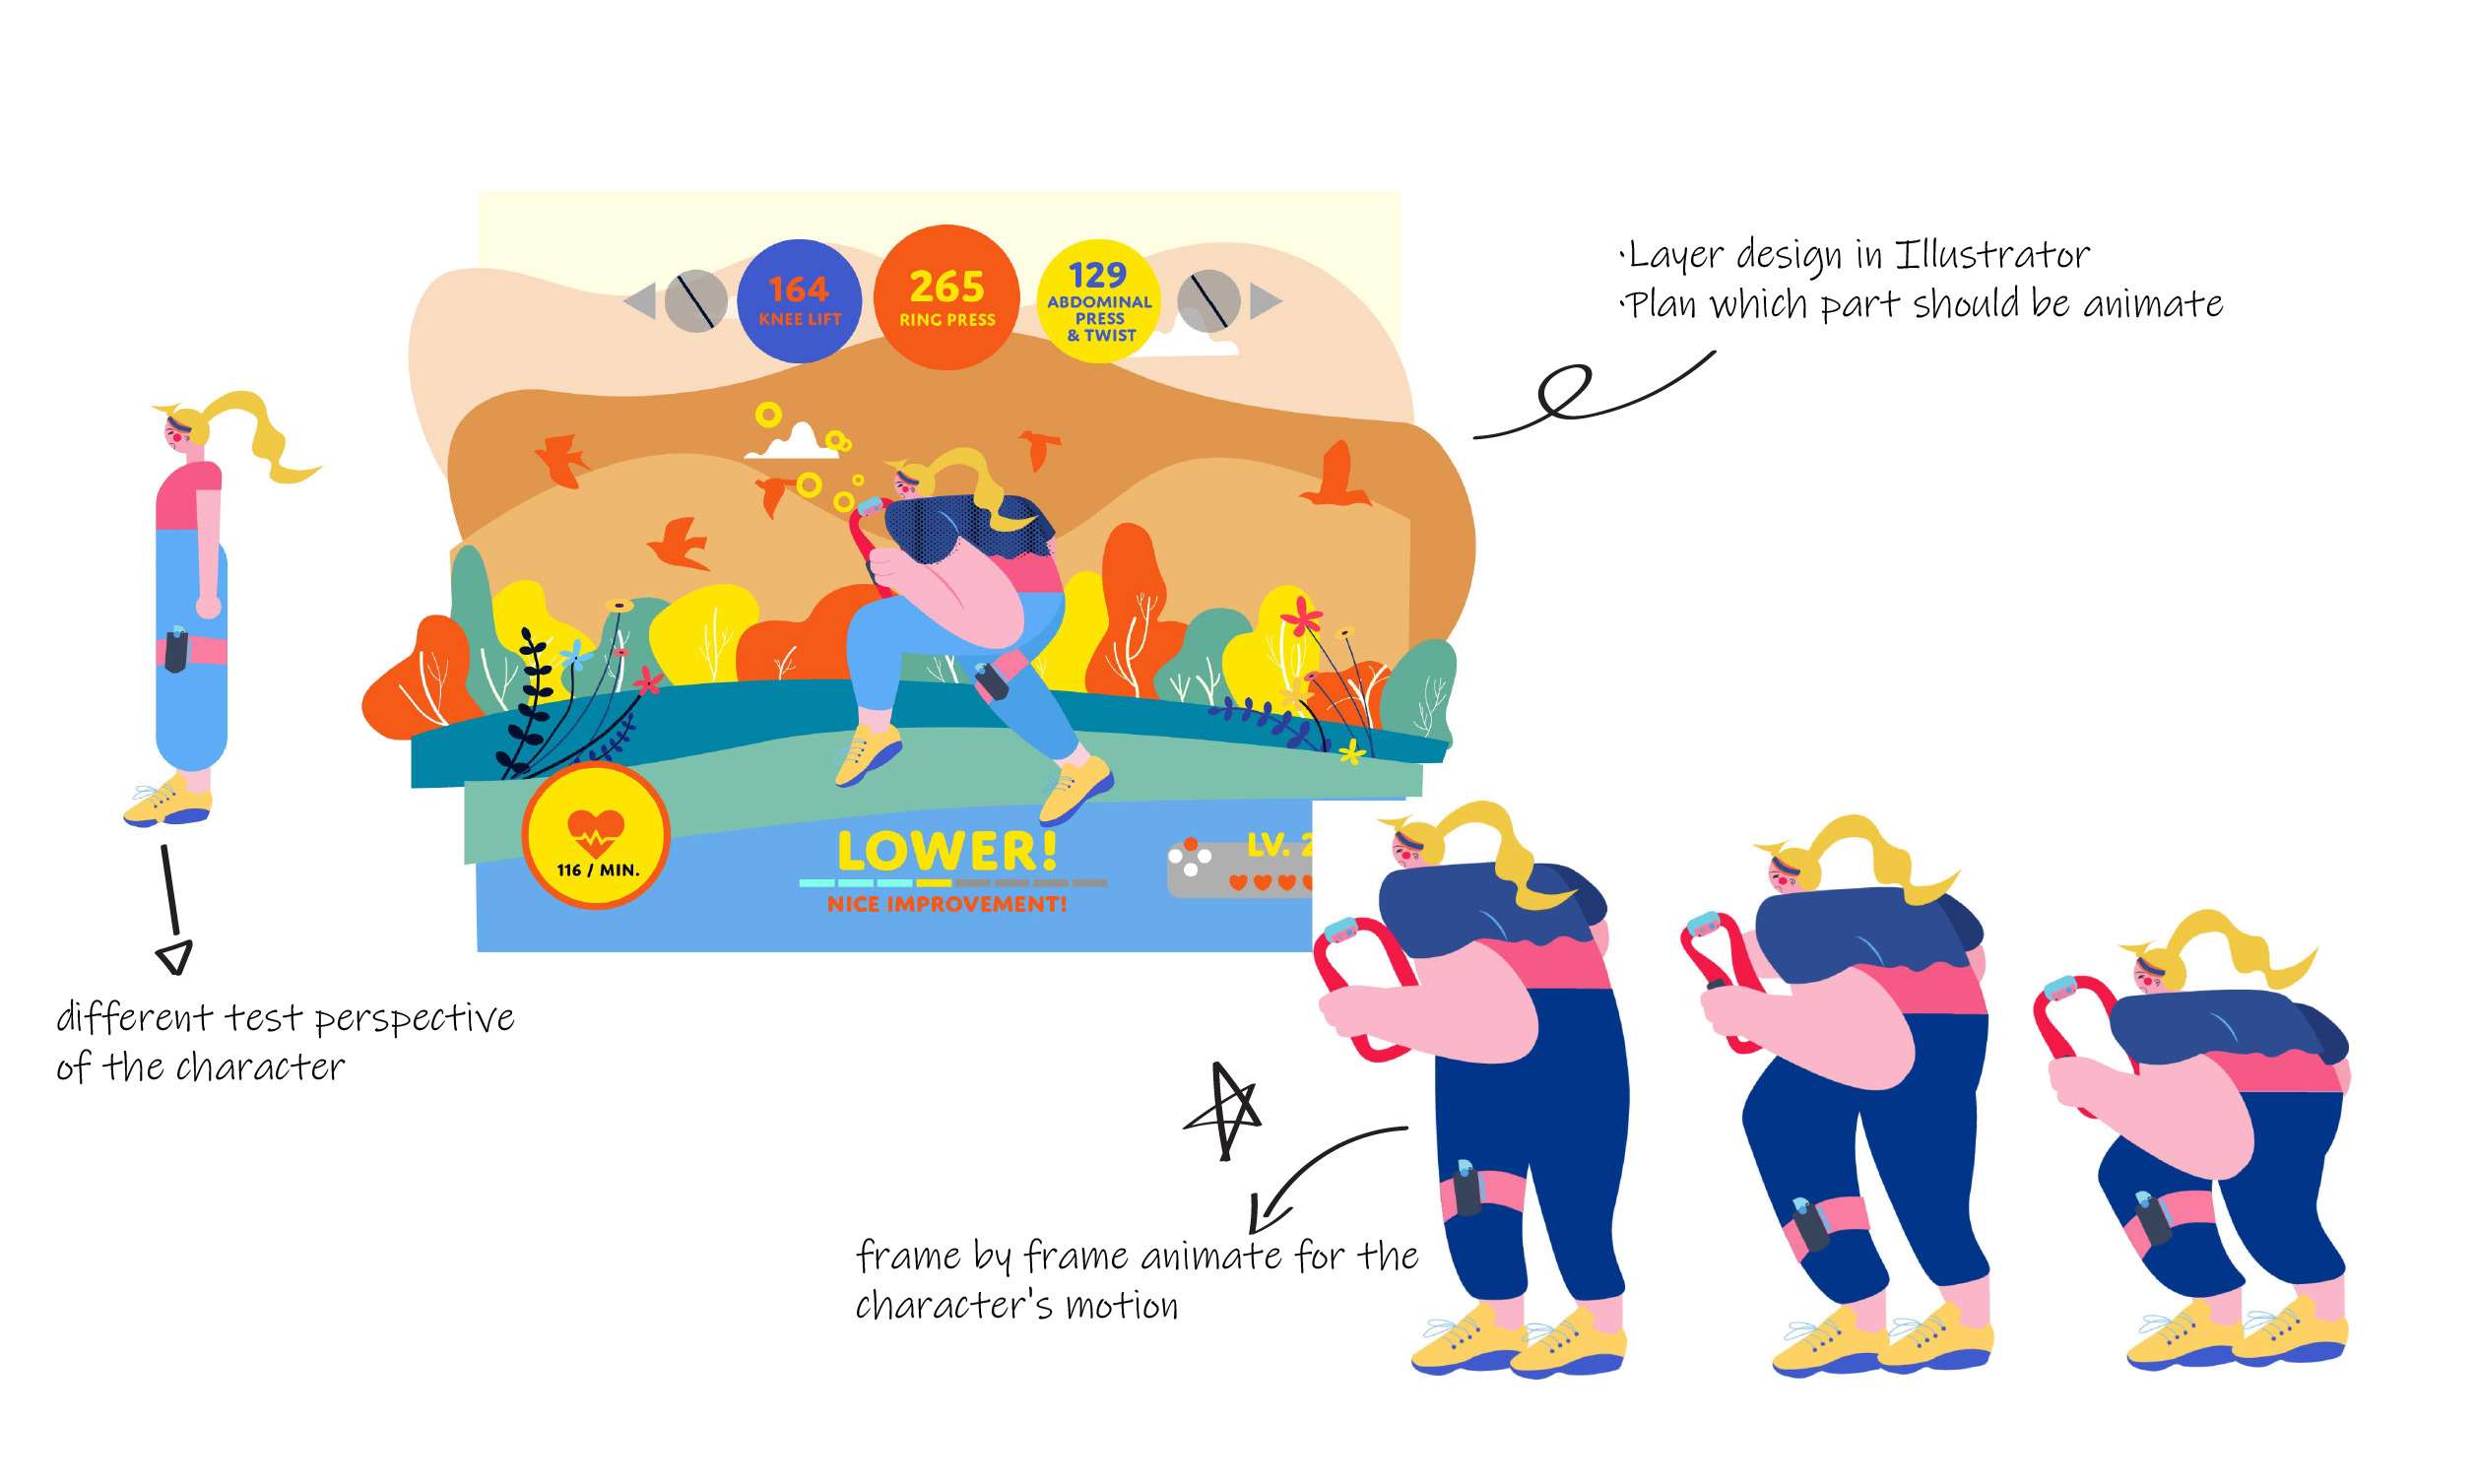 ·Layer design in Illustrator
·Plan which part should be animate
164
KNEE LIFT
265
RING PRESS
129
ABDOMINAL
PRESS
& TWIST
116 / MIN.
LOWER!
NICE IMPROVEMENT!
LV. 2
different test perspective
of the character
frame by frame animate for the
character's motion